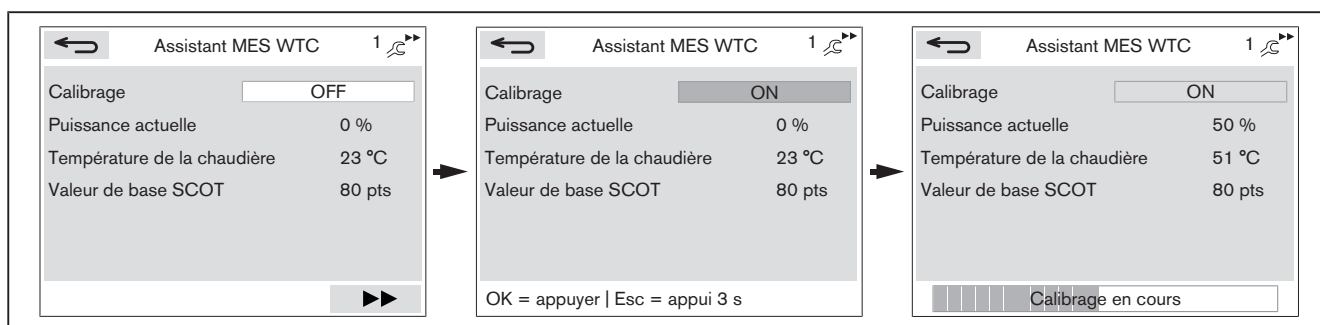 Assistant MES WTC 1
Calibrage OFF
Puissance actuelle 0 %
Température de la chaudière 23 °C
Valeur de base SCOT 80 pts
Assistant MES WTC 1
Calibrage ON
Puissance actuelle 0 %
Température de la chaudière 23 °C
Valeur de base SCOT 80 pts
OK = appuyer | Esc = appui 3 s
Assistant MES WTC 1
Calibrage ON
Puissance actuelle 50 %
Température de la chaudière 51 °C
Valeur de base SCOT 80 pts
Calibrage en cours